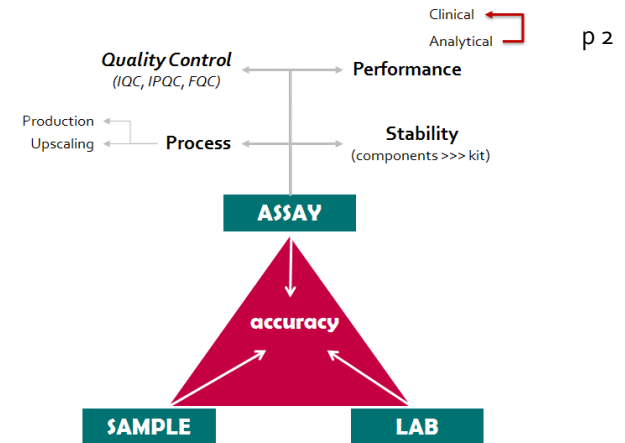 Clinical
Analytical
p 2
Quality Control
(IQC, IPQC, FQC)
Performance
Production
Upscaling
Process
Stability
(components >>> kit)
ASSAY
accuracy
SAMPLE
LAB